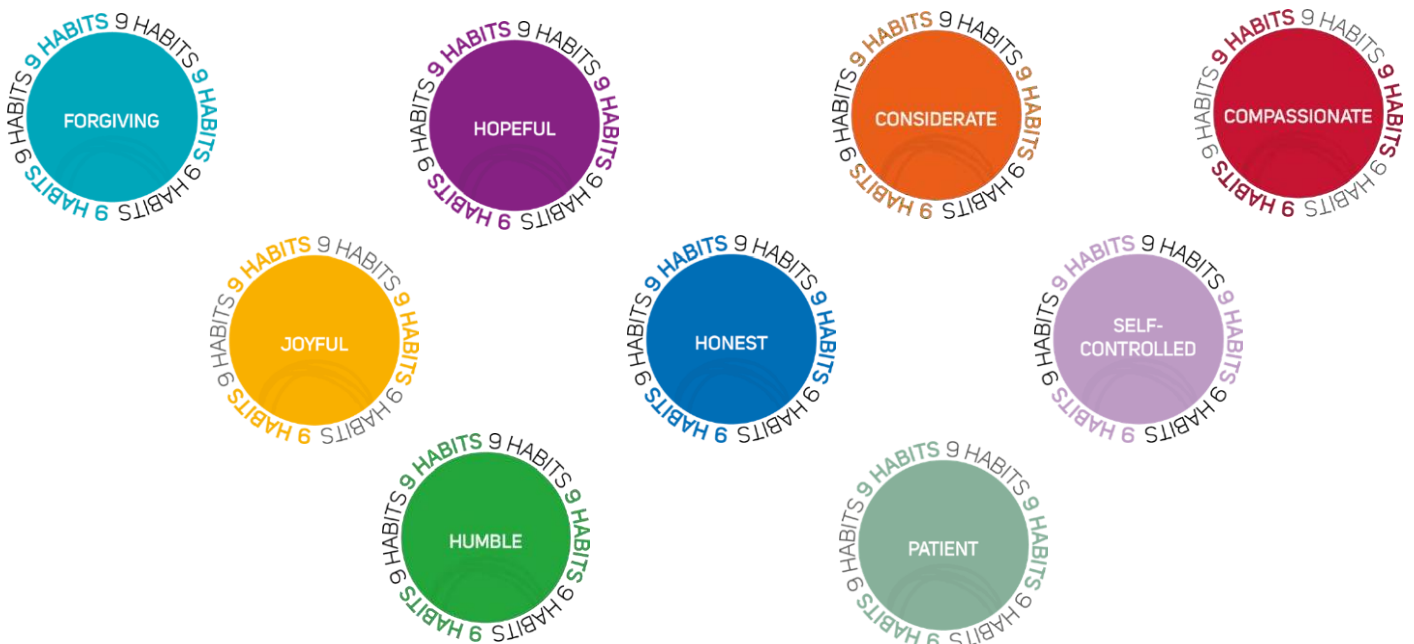 9 HABITS 9 HABITS 9 HABITS 9 HABITS 9 HABITS 9 HABITS
FORGIVING
9 HABITS 9 HABITS 9 HABITS 9 HABITS 9 HABITS 9 HABITS
HOPEFUL
9 HABITS 9 HABITS 9 HABITS 9 HABITS 9 HABITS 9 HABITS
CONSIDERATE
9 HABITS 9 HABITS 9 HABITS 9 HABITS 9 HABITS 9 HABITS
COMPASSIONATE
9 HABITS 9 HABITS 9 HABITS 9 HABITS 9 HABITS 9 HABITS
JOYFUL
9 HABITS 9 HABITS 9 HABITS 9 HABITS 9 HABITS 9 HABITS
HONEST
9 HABITS 9 HABITS 9 HABITS 9 HABITS 9 HABITS 9 HABITS
SELF-
CONTROLLED
9 HABITS 9 HABITS 9 HABITS 9 HABITS 9 HABITS 9 HABITS
HUMBLE
9 HABITS 9 HABITS 9 HABITS 9 HABITS 9 HABITS 9 HABITS
PATIENT